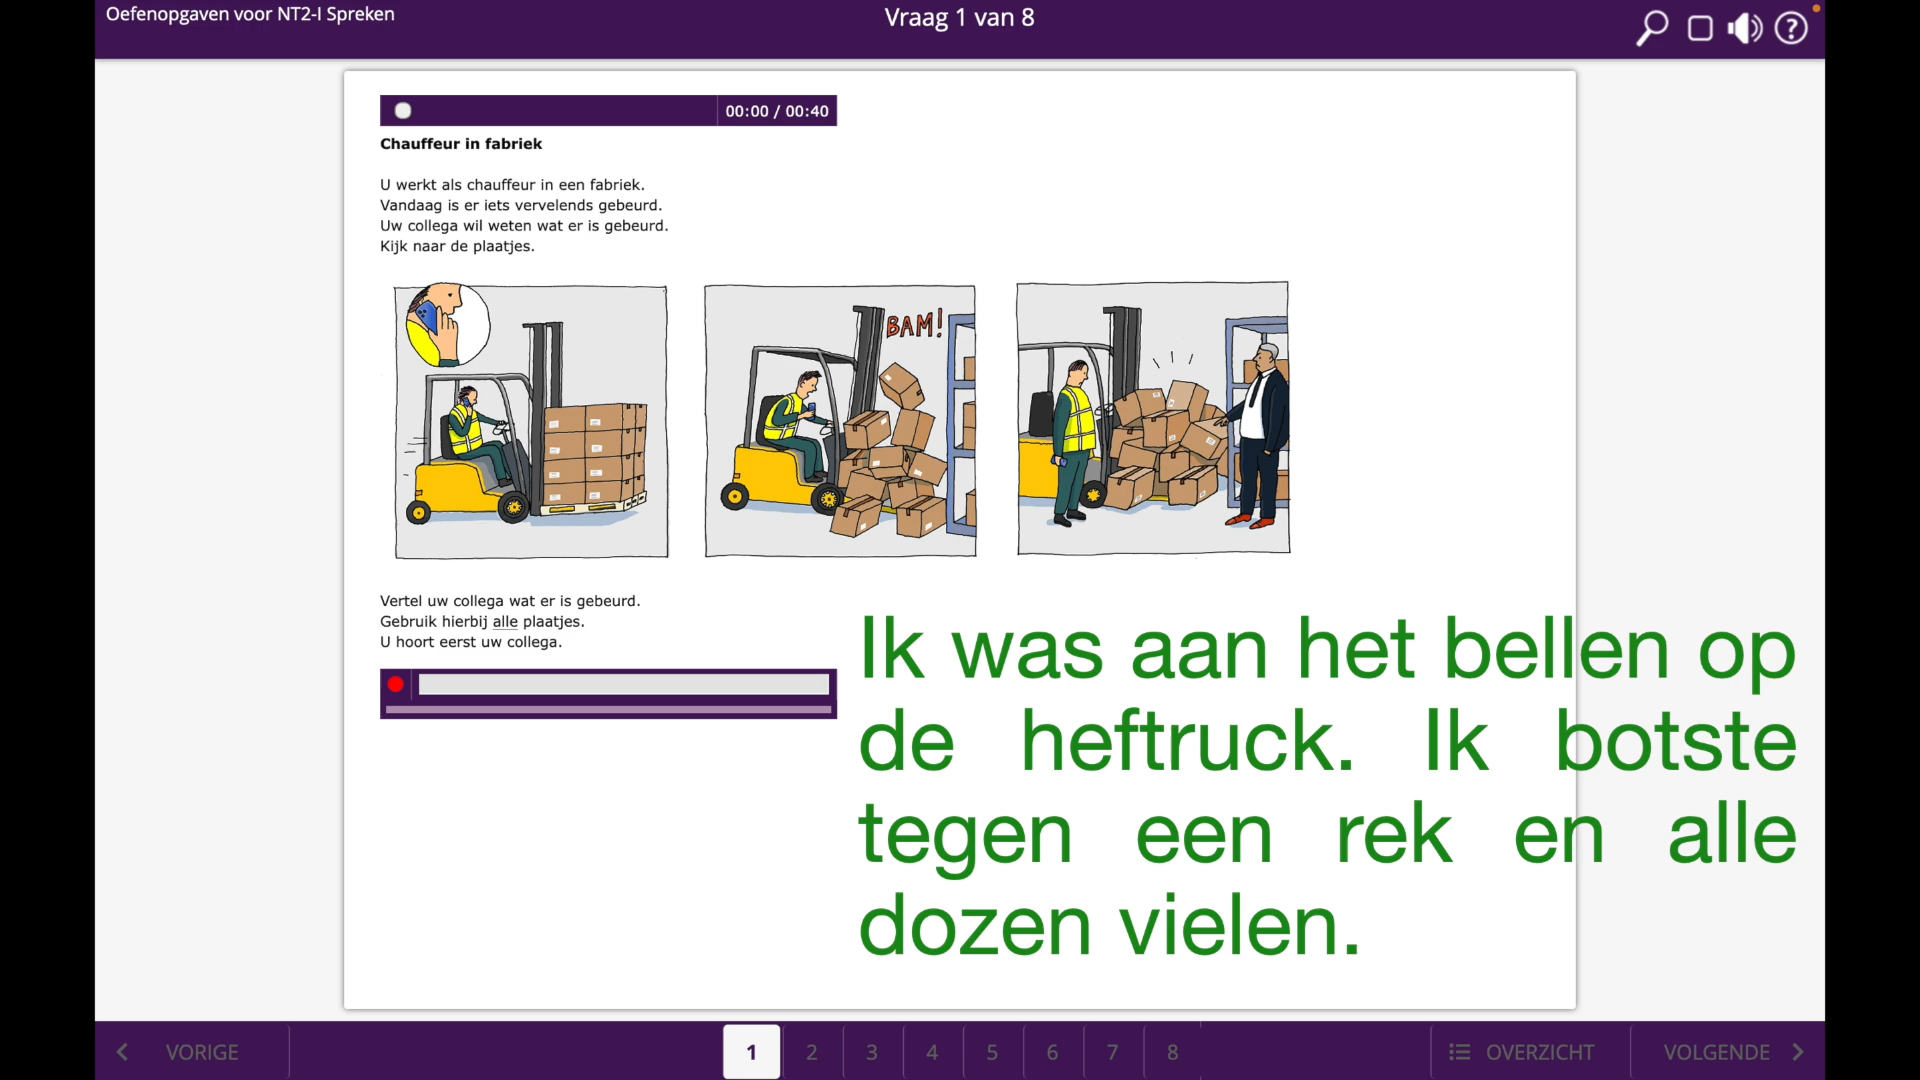 Oefenopgaven voor NT2-I Spreken
Vraag 1 van 8
00:00 / 00:40
Chauffeur in fabriek
U werkt als chauffeur in een fabriek.
Vandaag is er iets vervelends gebeurd.
Uw collega wil weten wat er is gebeurd.
Kijk naar de plaatjes.
BAM!
Vertel uw collega wat er is gebeurd.
Gebruik hierbij alle plaatjes.
U hoort eerst uw collega.
Ik was aan het bellen op
de heftruck. Ik botste
tegen een rek en alle
dozen vielen.
VORIGE
1 2 3 4 5 6 7 8
OVERZICHT
VOLGENDE